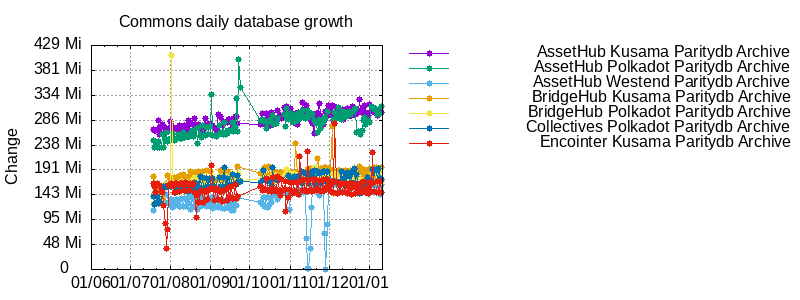 Commons daily database growth
429 Mi
381 Mi
334 Mi
286 Mi
238 Mi
191 Mi
143 Mi
95 Mi
48 Mi
0
Change
01/06 01/07 01/08 01/09 01/10 01/11 01/12 01/01
AssetHub Kusama Paritydb Archive
AssetHub Polkadot Paritydb Archive
AssetHub Westend Paritydb Archive
BridgeHub Kusama Paritydb Archive
BridgeHub Polkadot Paritydb Archive
Collectives Polkadot Paritydb Archive
Encointer Kusama Paritydb Archive